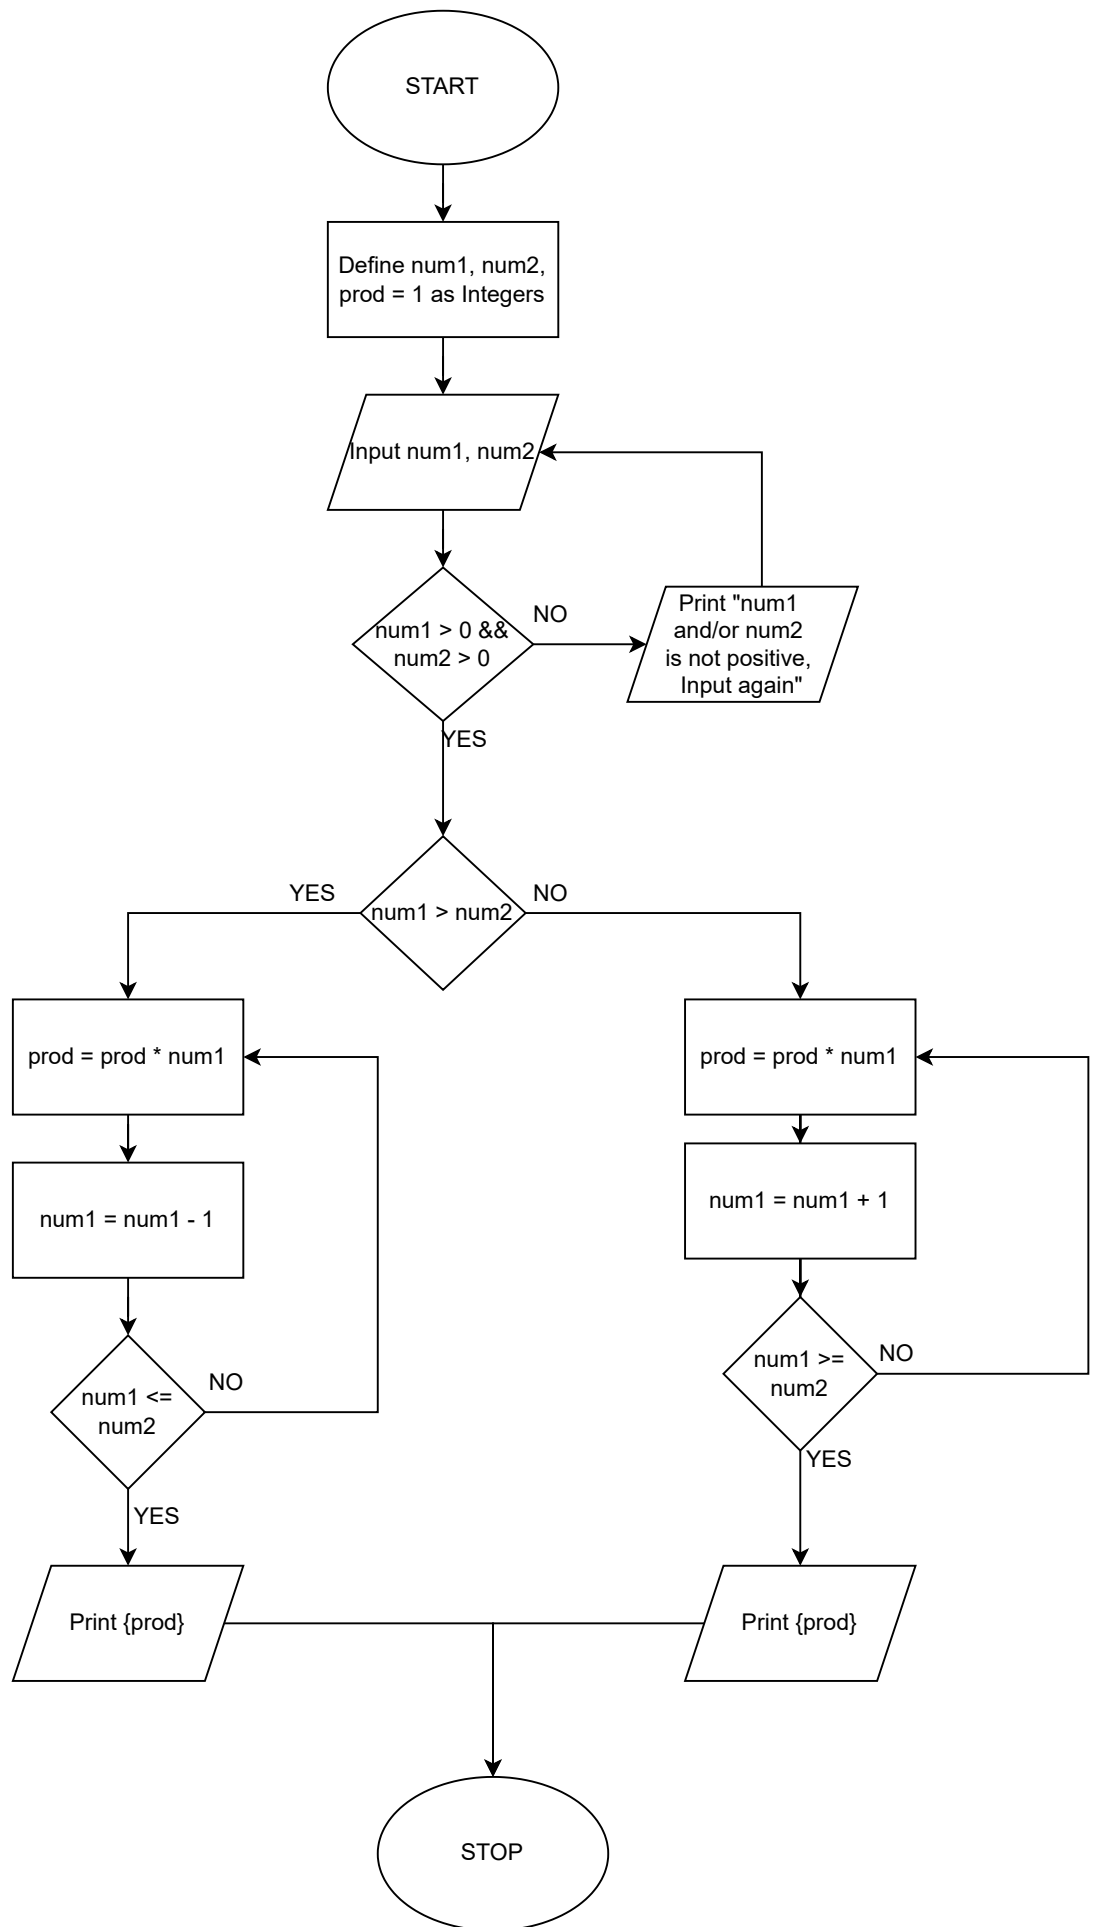 START
Define num1, num2,
prod = 1 as Integers
Input num1, num2
num1 > 0 &&
num2 > 0
NO
Print "num1
and/or num2
is not positive,
Input again"
YES
num1 > num2
YES
NO
prod = prod * num1
num1 = num1 - 1
num1 <=
num2
NO
YES
Print {prod}
prod = prod * num1
num1 = num1 + 1
num1 >=
num2
NO
YES
Print {prod}
STOP